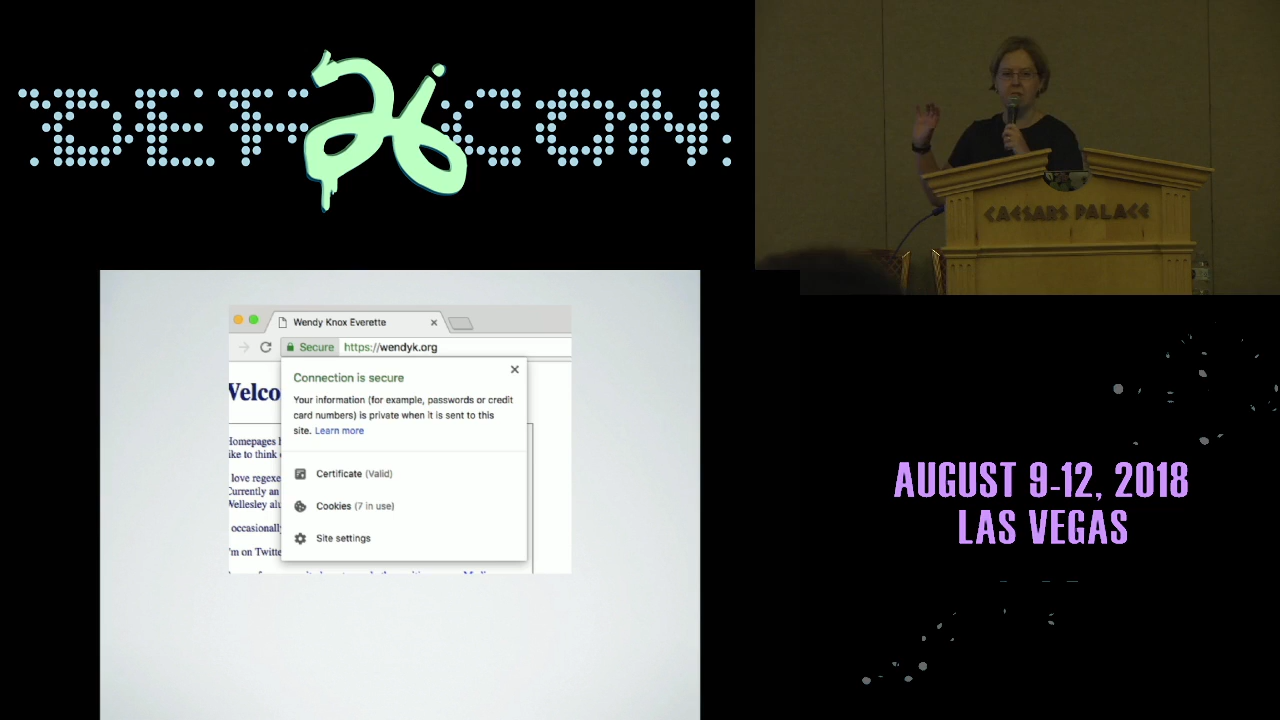 DEF CON
26
CAESARS PALACE
Wendy Knox Everette
Secure https://wendyk.org
Connection is secure
Your information (for example, passwords or credit
card numbers) is private when it is sent to this
site. Learn more
Certificate (Valid)
Cookies (7 in use)
Site settings
Velco
Homepages
ike to think
love regexe
Currently an
Wellesley alu
occasionally
'm on Twitte
AUGUST 9-12, 2018
LAS VEGAS